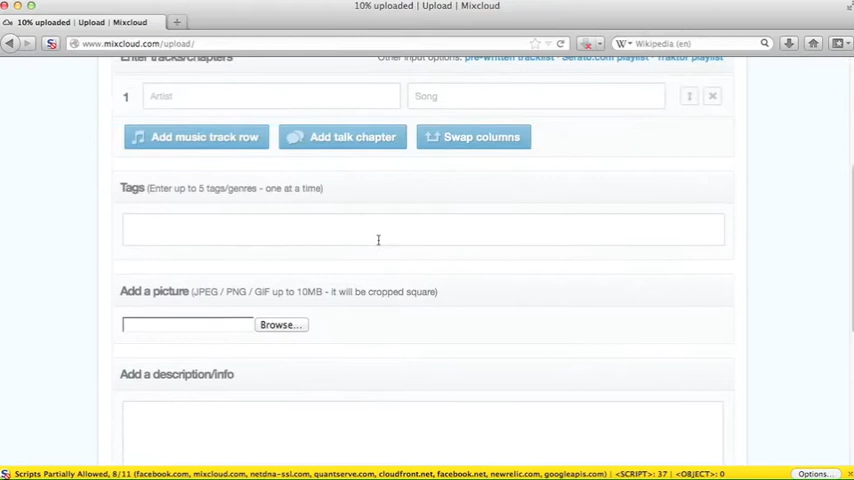 10% uploaded | Upload | Mixcloud
10% uploaded | Upload | Mixcloud
www.mixcloud.com/upload/
Wikipedia (en)
Enter tracks/chapters
Other input options: pre-written tracklist · Serato.com playlist · Traktor playlist
1 Artist Song
Add music track row Add talk chapter Swap columns
Tags (Enter up to 5 tags/genres - one at a time)
Add a picture (JPEG / PNG / GIF up to 10MB - it will be cropped square)
Browse...
Add a description/info
Scripts Partially Allowed, 8/11 (facebook.com, mixcloud.com, netdna-ssl.com, quantserve.com, cloudfront.net, facebook.net, newrelic.com, googleapis.com) | <SCRIPT>: 37 | <OBJECT>: 0 Options...